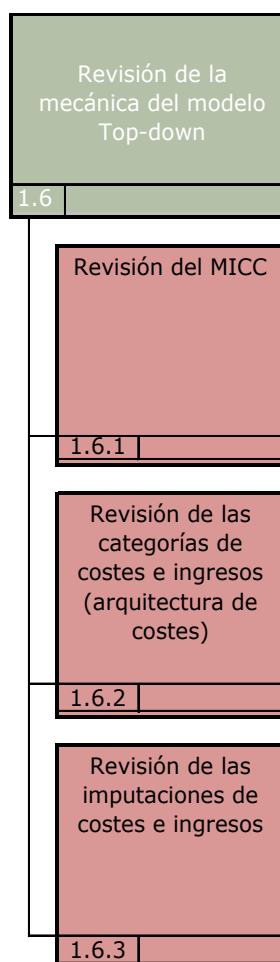 Revisión de la
mecánica del modelo
Top-down
1.6
Revisión del MICC
1.6.1
Revisión de las
categorías de
costes e ingresos
(arquitectura de
costes)
1.6.2
Revisión de las
imputaciones de
costes e ingresos
1.6.3